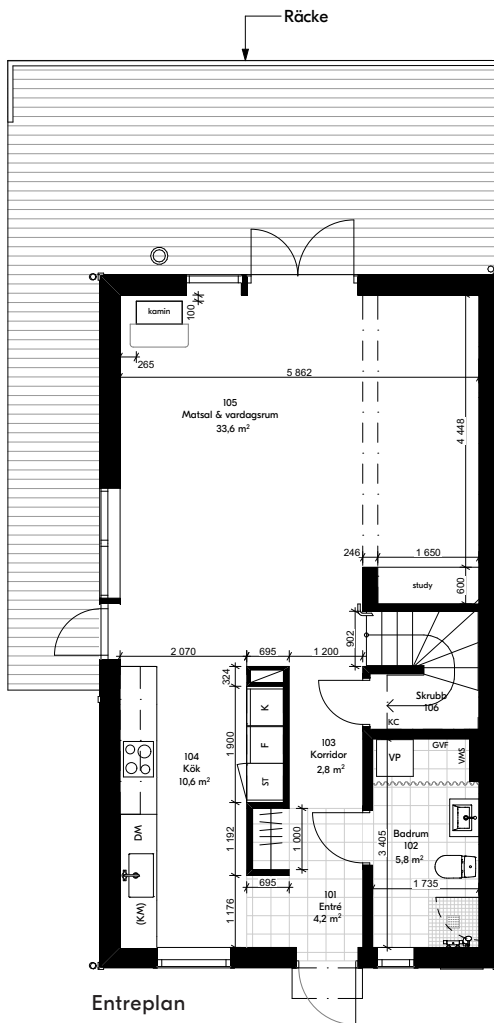 Räcke
kamin
100
265
5 862
105
Matsal & vardagsrum
33,6 m²
4 448
246
1 650
study
600
902
2 070
695
1 200
324
Skrubb
106
KC
K
1 900
F
ST
104
Kök
10,6 m²
103
Korridor
2,8 m²
VP
GVF
VMS
DM
1 192
1 000
3 405
Badrum
102
5,8 m²
1 735
695
(KM)
1 176
101
Entré
4,2 m²
Entreplan